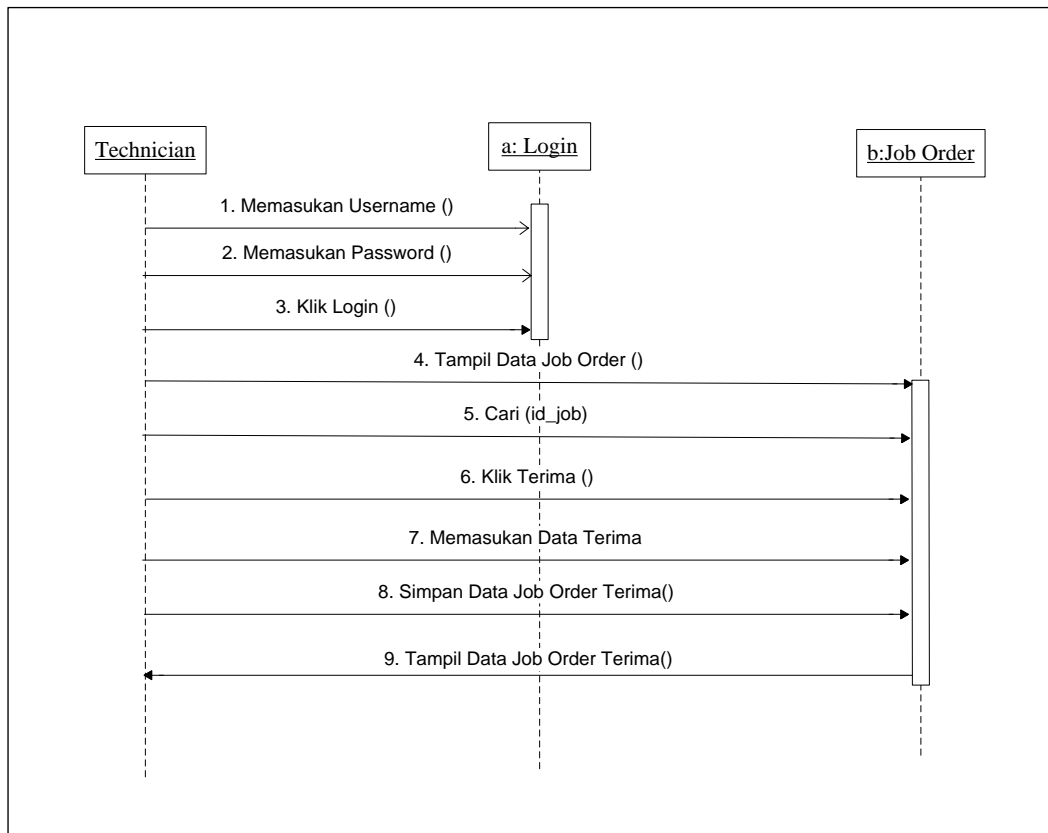 Technician
a: Login
b:Job Order
1. Memasukan Username ()
2. Memasukan Password ()
3. Klik Login ()
4. Tampil Data Job Order ()
5. Cari (id_job)
6. Klik Terima ()
7. Memasukan Data Terima
8. Simpan Data Job Order Terima()
9. Tampil Data Job Order Terima()